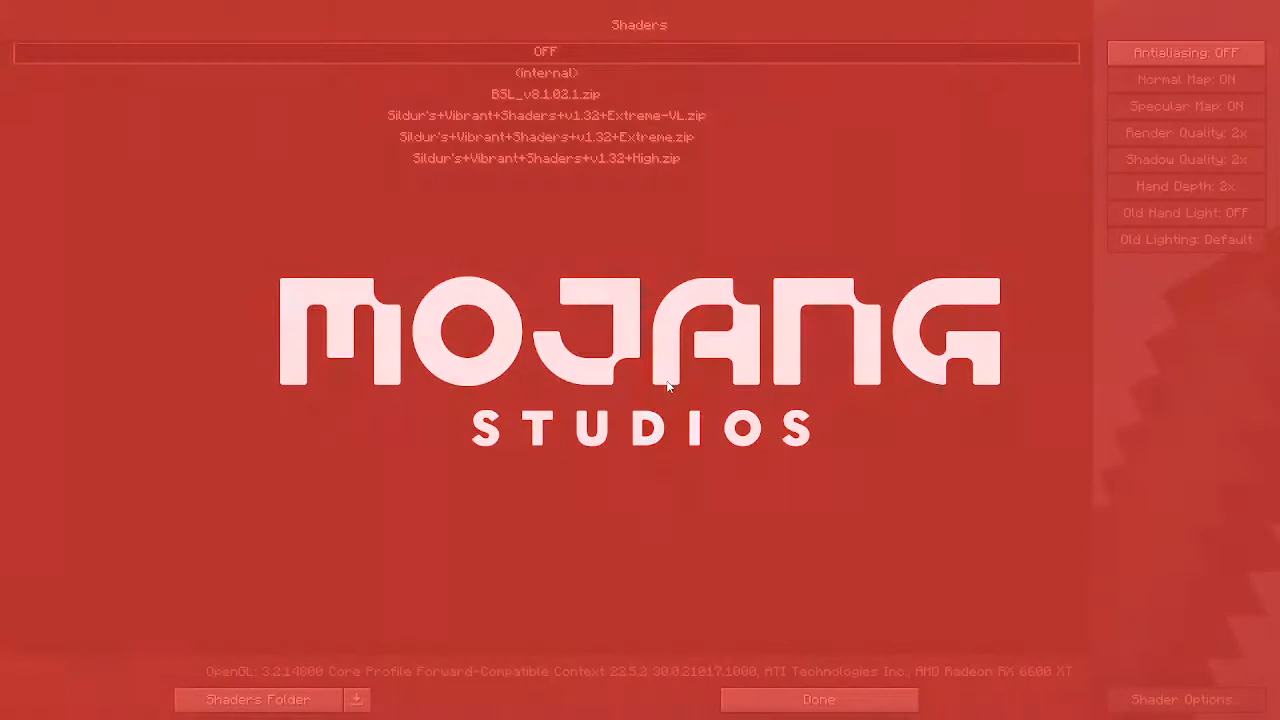 Shaders
OFF
(internal)
BSL_v8.1.02.1.zip
Sildur's+Vibrant+Shaders+v1.32+Extreme-VL.zip
Sildur's+Vibrant+Shaders+v1.32+Extreme.zip
Sildur's+Vibrant+Shaders+v1.32+High.zip
Antialiasing: OFF
Normal Map: ON
Specular Map: ON
Render Quality: 2x
Shadow Quality: 2x
Hand Depth: 2x
Old Hand Light: OFF
Old Lighting: Default
MOJANG
STUDIOS
OpenGL: 3.2.14800 Core Profile Forward-Compatible Context 22.5.2 30.0.21017.1000, ATI Technologies Inc., AMD Radeon RX 6600 XT
Shaders Folder
Done
Shader Options...